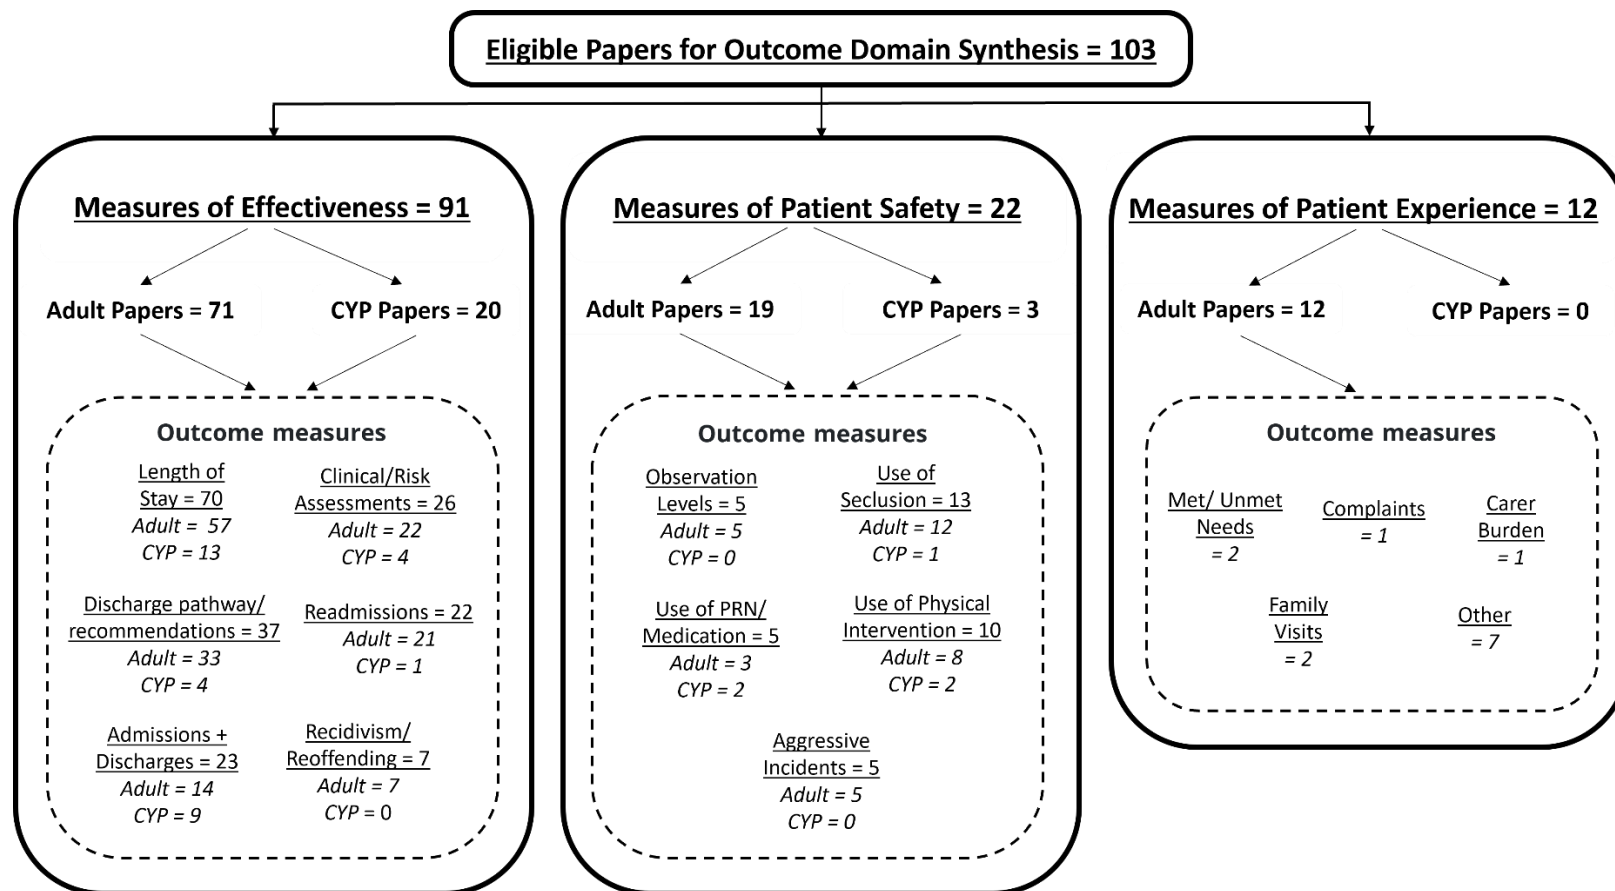 Eligible Papers for Outcome Domain Synthesis = 103
Measures of Effectiveness = 91
Adult Papers = 71
CYP Papers = 20
Outcome measures
Length of
Stay = 70
Adult = 57
CYP = 13
Clinical/Risk
Assessments = 26
Adult = 22
CYP = 4
Discharge pathway/
recommendations = 37
Adult = 33
CYP = 4
Readmissions = 22
Adult = 21
CYP = 1
Admissions +
Discharges = 23
Adult = 14
CYP = 9
Recidivism/
Reoffending = 7
Adult = 7
CYP = 0
Measures of Patient Safety = 22
Adult Papers = 19
CYP Papers = 3
Outcome measures
Observation
Levels = 5
Adult = 5
CYP = 0
Use of
Seclusion = 13
Adult = 12
CYP = 1
Use of PRN/
Medication = 5
Adult = 3
CYP = 2
Use of Physical
Intervention = 10
Adult = 8
CYP = 2
Aggressive
Incidents = 5
Adult = 5
CYP = 0
Measures of Patient Experience = 12
Adult Papers = 12
CYP Papers = 0
Outcome measures
Met/ Unmet
Needs
= 2
Complaints
= 1
Carer
Burden
= 1
Family
Visits
= 2
Other
= 7